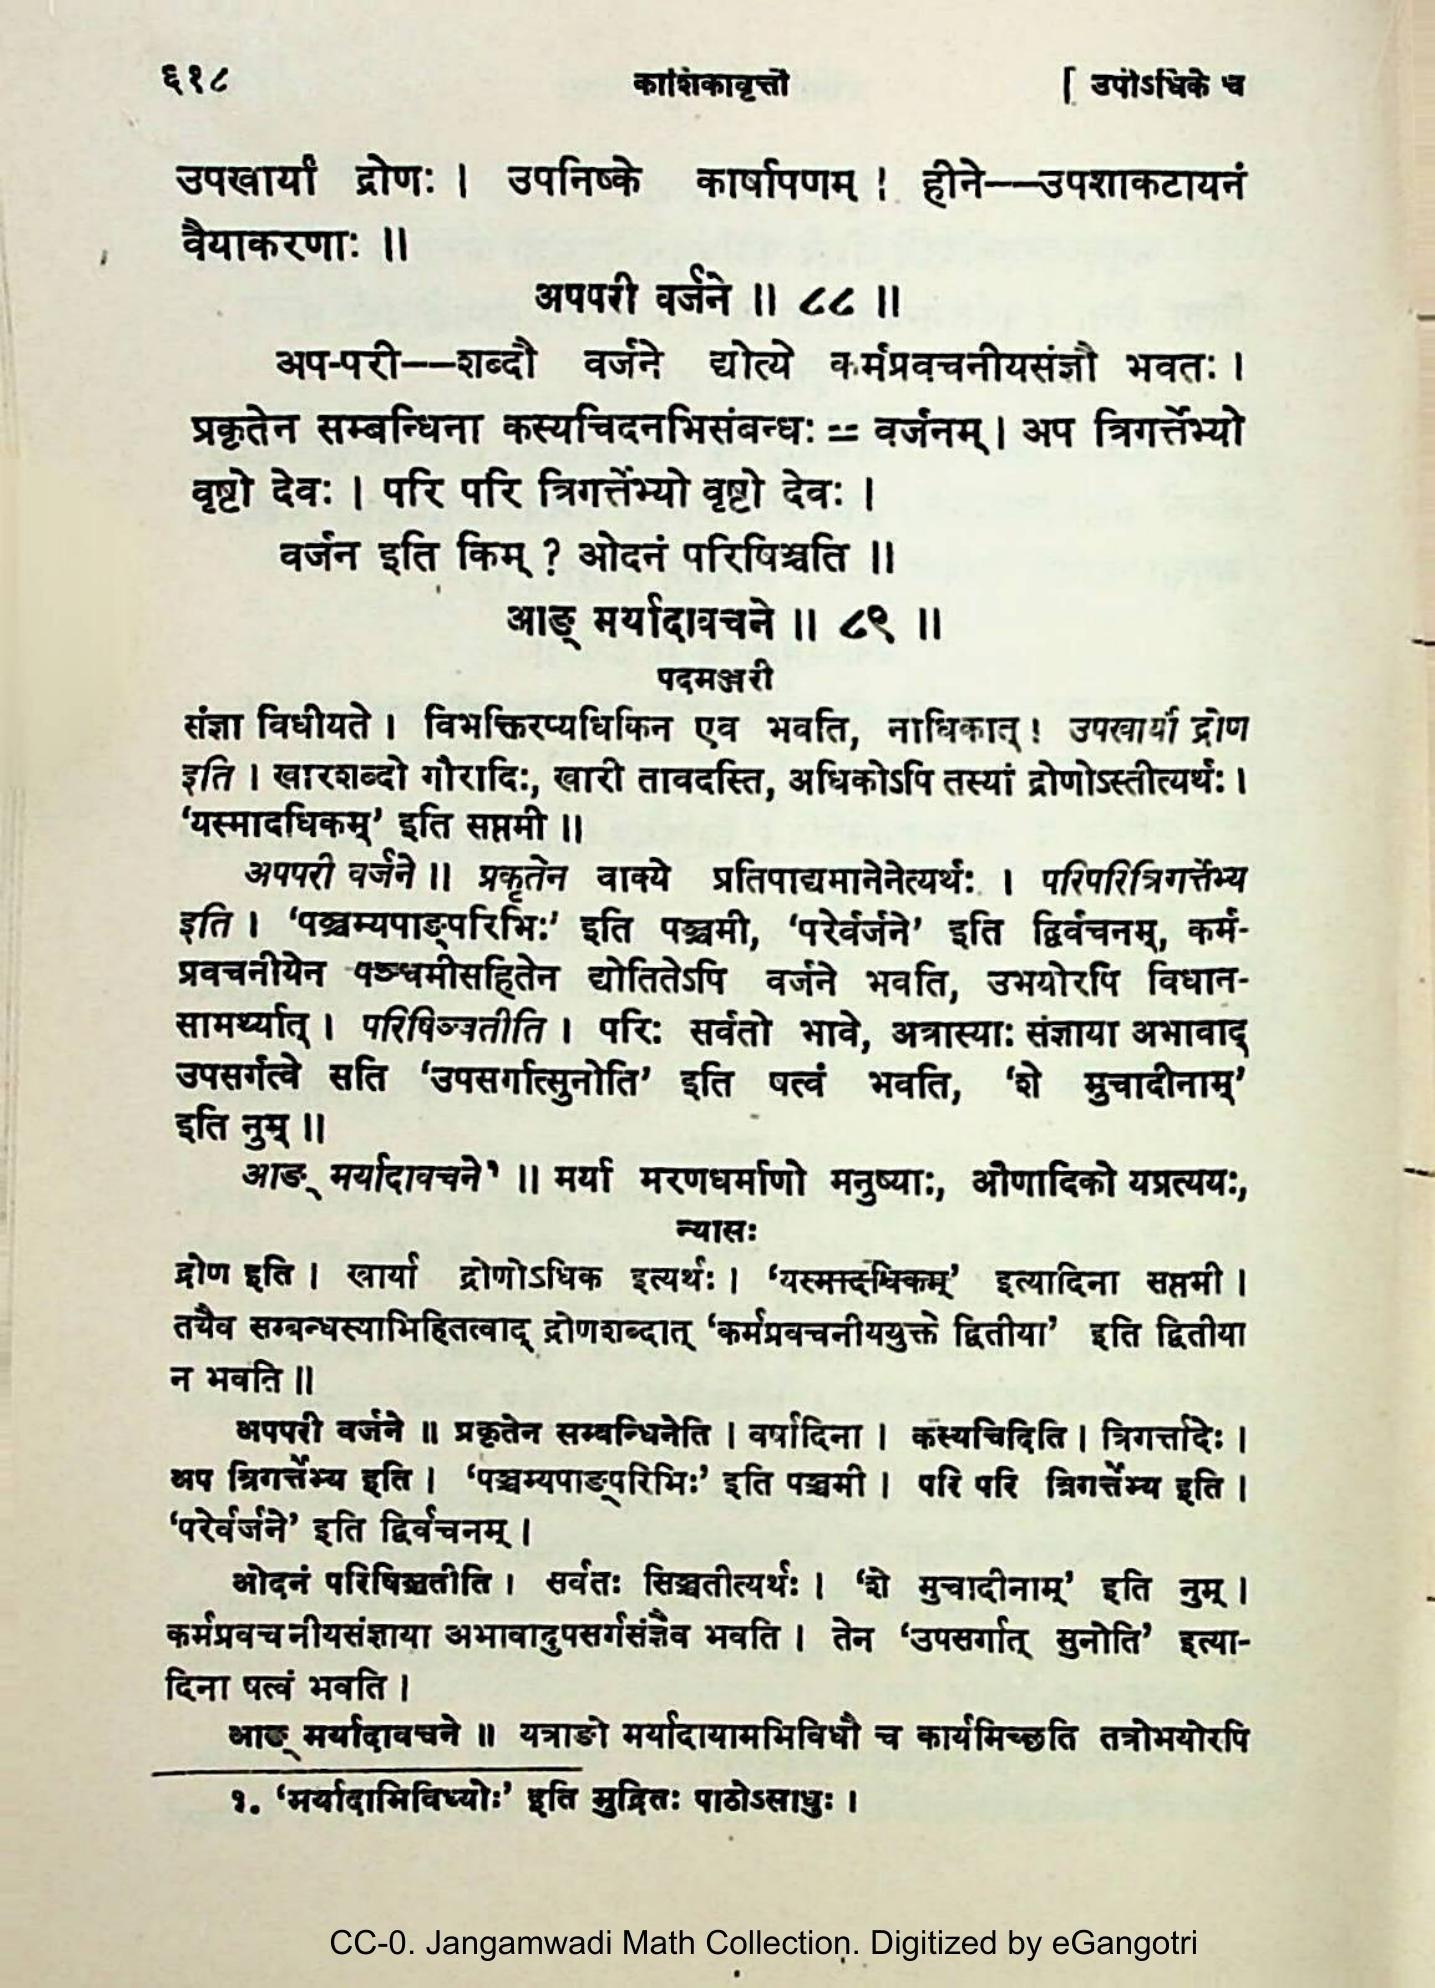 ६१८ काशिकावृत्तौ [ उपोऽधिके च
उपखार्यां द्रोणः । उपनिष्के कार्षापणम् । हीने——उपशाकटायनं
वैयाकरणाः ॥
अपपरी वर्जने ॥ ८८ ॥
अप-परी——शब्दौ वर्जने द्योत्ये कर्मप्रवचनीयसंज्ञौ भवतः ।
प्रकृतेन सम्बन्धिना कस्यचिदनभिसंबन्धः = वर्जनम् । अप त्रिगर्त्तेभ्यो
वृष्टो देवः । परि परि त्रिगर्त्तेभ्यो वृष्टो देवः ।
वर्जन इति किम् ? ओदनं परिषिञ्चति ॥
आङ् मर्यादावचने ॥ ८९ ॥
पदमञ्जरी
संज्ञा विधीयते । विभक्तिरप्यधिकिन एव भवति, नाधिकात् ! उपखार्यां द्रोण
इति । खारशब्दो गौरादिः, खारी तावदस्ति, अधिकोऽपि तस्यां द्रोणोऽस्तीत्यर्थः ।
‘यस्मादधिकम्’ इति सप्तमी ॥
अपपरी वर्जने ॥ प्रकृतेन वाक्ये प्रतिपाद्यमानेनेत्यर्थः । परिपरित्रिगर्त्तेभ्य
इति । ‘पञ्चम्यपाङ्परिभिः’ इति पञ्चमी, ‘परेर्वर्जने’ इति द्विर्वचनम्, कर्म-
प्रवचनीयेन पञ्चमीसहितेन द्योतितेऽपि वर्जने भवति, उभयोरपि विधान-
सामर्थ्यात् । परिषिञ्चतीति । परिः सर्वतो भावे, अत्रास्याः संज्ञाया अभावाद्
उपसर्गत्वे सति ‘उपसर्गात्सुनोति’ इति षत्वं भवति, ‘शे मुचादीनाम्’
इति नुम् ॥
आङ् मर्यादावचने¹ ॥ मर्या मरणधर्माणो मनुष्याः, औणादिको यप्रत्ययः,
न्यासः
द्रोण इति । खार्या द्रोणोऽधिक इत्यर्थः । ‘यस्मादधिकम्’ इत्यादिना सप्तमी ।
तयैव सम्बन्धस्याभिहितत्वाद् द्रोणशब्दात् ‘कर्मप्रवचनीययुक्ते द्वितीया’ इति द्वितीया
न भवति ॥
अपपरी वर्जने ॥ प्रकृतेन सम्बन्धिनेति । वर्षादिना । कस्यचिदिति । त्रिगर्त्तादेः ।
अप त्रिगर्त्तेभ्य इति । ‘पञ्चम्यपाङ्परिभिः’ इति पञ्चमी । परि परि त्रिगर्त्तेभ्य इति ।
‘परेर्वर्जने’ इति द्विर्वचनम् ।
ओदनं परिषिञ्चतीति । सर्वतः सिञ्चतीत्यर्थः । ‘शे मुचादीनाम्’ इति नुम् ।
कर्मप्रवचनीयसंज्ञाया अभावादुपसर्गसंज्ञैव भवति । तेन ‘उपसर्गात् सुनोति’ इत्या-
दिना षत्वं भवति ।
आङ् मर्यादावचने ॥ यत्राङो मर्यादायामभिविधौ च कार्यमिच्छति तत्रोभयोरपि
१. ‘मर्यादाभिविध्योः’ इति मुद्रितः पाठोऽसाधुः ।
CC-0. Jangamwadi Math Collection. Digitized by eGangotri